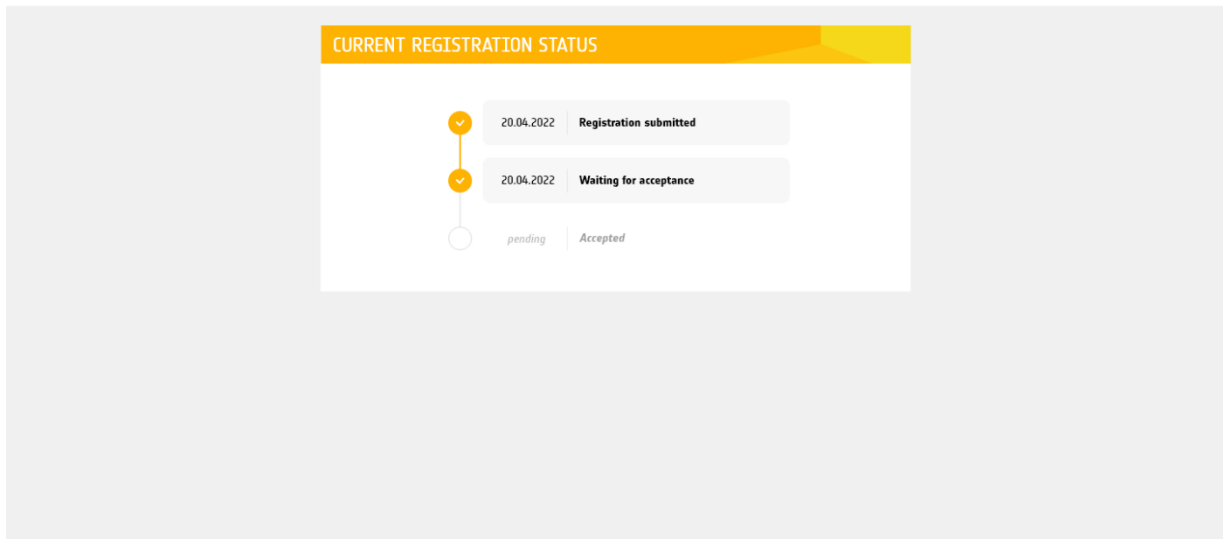 CURRENT REGISTRATION STATUS
20.04.2022 Registration submitted
20.04.2022 Waiting for acceptance
pending Accepted